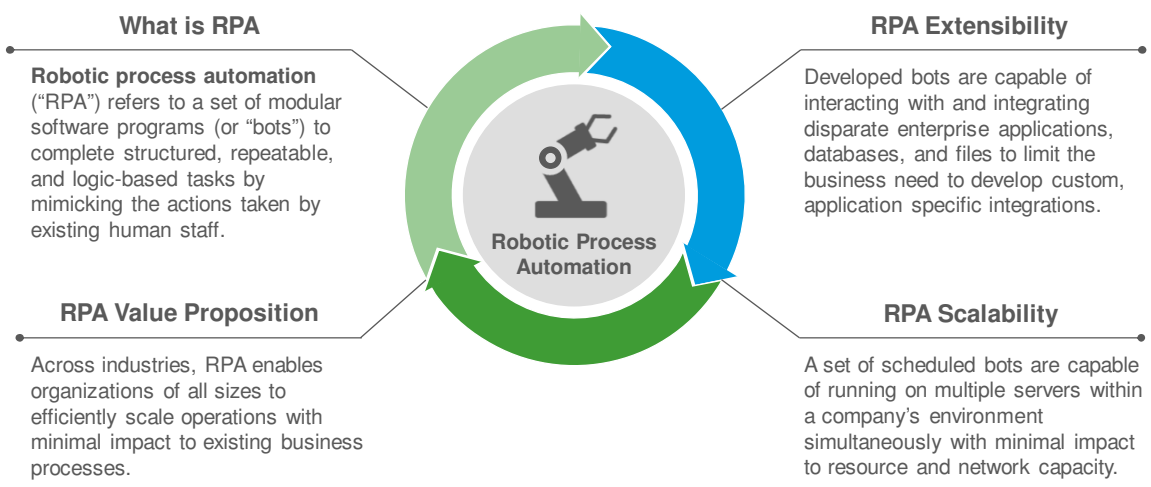 What is RPA
Robotic process automation
(“RPA”) refers to a set of modular
software programs (or “bots”) to
complete structured, repeatable,
and logic-based tasks by
mimicking the actions taken by
existing human staff.
RPA Extensibility
Developed bots are capable of
interacting with and integrating
disparate enterprise applications,
databases, and files to limit the
business need to develop custom,
application specific integrations.
Robotic Process
Automation
RPA Value Proposition
Across industries, RPA enables
organizations of all sizes to
efficiently scale operations with
minimal impact to existing business
processes.
RPA Scalability
A set of scheduled bots are capable
of running on multiple servers within
a company’s environment
simultaneously with minimal impact
to resource and network capacity.